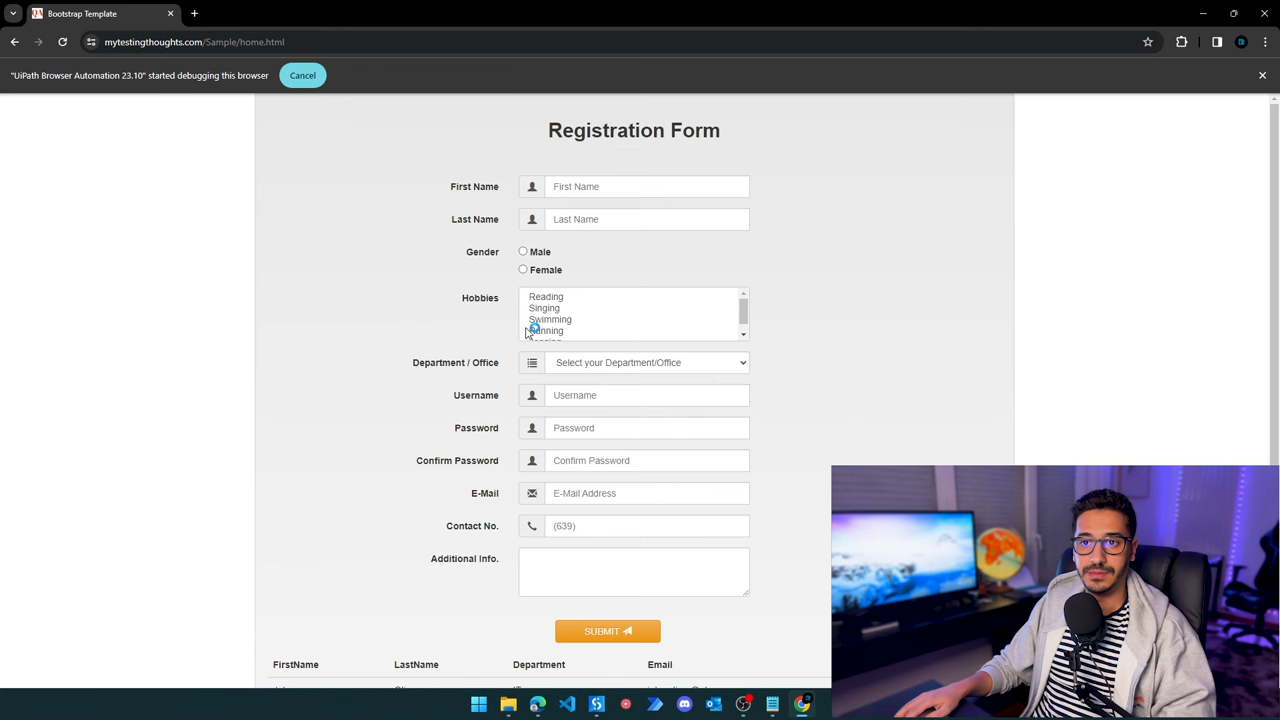 Bootstrap Template
mytestingthoughts.com/Sample/home.html
"UiPath Browser Automation 23.10" started debugging this browser
Cancel
Registration Form
First Name
First Name
Last Name
Last Name
Gender
Male
Female
Hobbies
Reading
Singing
Swimming
Running
Department / Office
Select your Department/Office
Username
Username
Password
Password
Confirm Password
Confirm Password
E-Mail
E-Mail Address
Contact No.
(639)
Additional Info.
SUBMIT
FirstName LastName Department Email